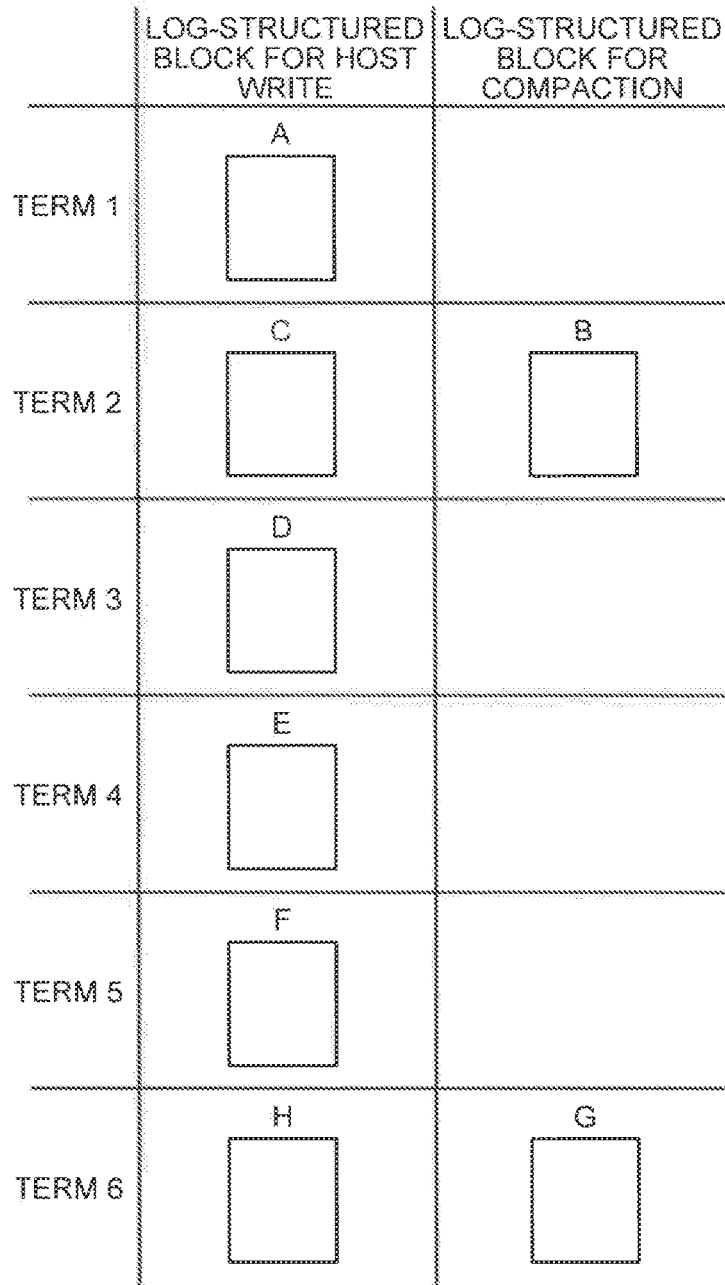 LOG-STRUCTURED
BLOCK FOR HOST
WRITE
LOG-STRUCTURED
BLOCK FOR
COMPACTION
TERM 1
A
TERM 2
C
B
TERM 3
D
TERM 4
E
TERM 5
F
TERM 6
H
G